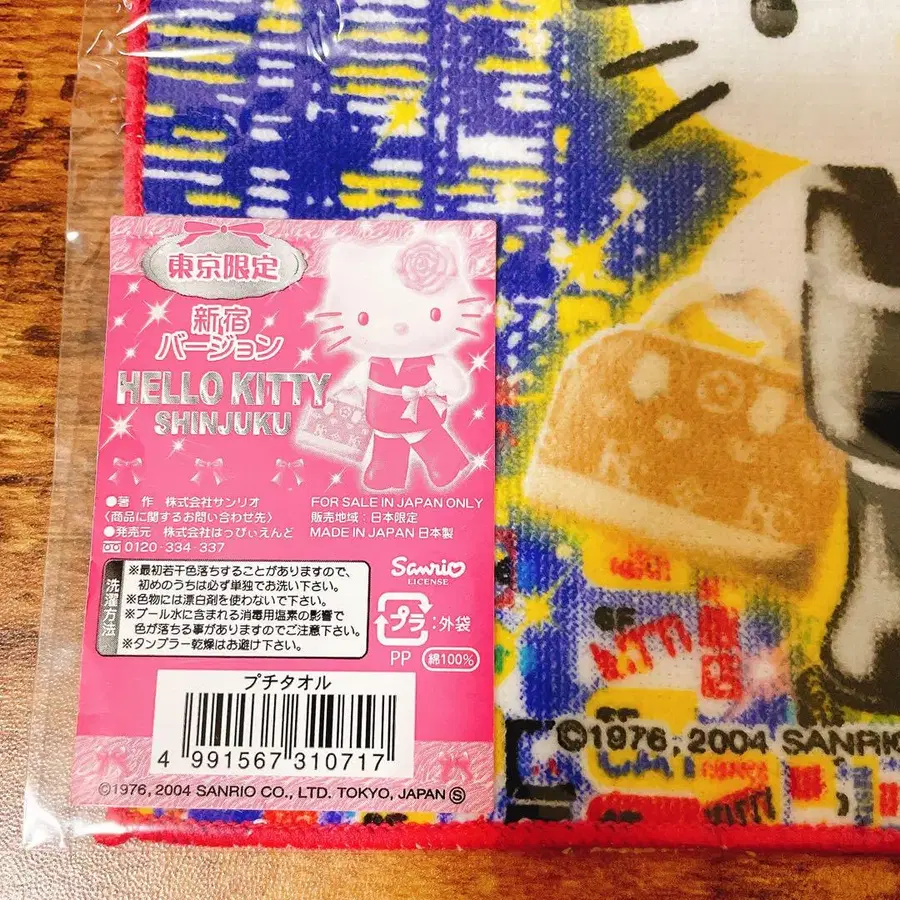 東京限定
新宿
バージョン
HELLO KITTY
SHINJUKU
●著 作 株式会社サンリオ
〈商品に関するお問い合わせ先〉
●発売元 株式会社はっぴぃえんど
0120-334-337
FOR SALE IN JAPAN ONLY
販売地域:日本限定
MADE IN JAPAN 日本製
洗濯方法
※最初若干色落ちすることがありますので、
初めのうちは必ず単独でお洗い下さい。
※色物には漂白剤を使わないで下さい。
※プール水に含まれる消毒用塩素の影響で
色が落ちる事がありますのでご注意下さい。
※タンブラー乾燥はお避け下さい。
Sanrio
LICENSE
プラ:外袋
PP 綿100%
プチタオル
4 991567 310717
©1976, 2004 SANRIO CO., LTD. TOKYO, JAPAN Ⓢ
©1976, 2004 SANRI